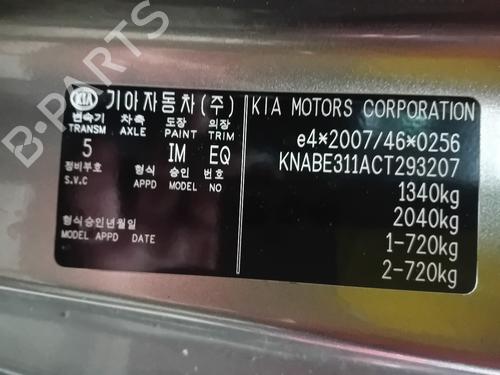 KIA 기아자동차(주)
변속기 차축 도장 의장
TRANSM AXLE PAINT TRIM
5 IM EQ
정비부호 형식 승인 번호
S.V.C APPD MODEL NO
형식승인년월일
MODEL APPD DATE
KIA MOTORS CORPORATION
e4*2007/46*0256
KNABE311ACT293207
1340kg
2040kg
1-720kg
2-720kg
B-PARTS